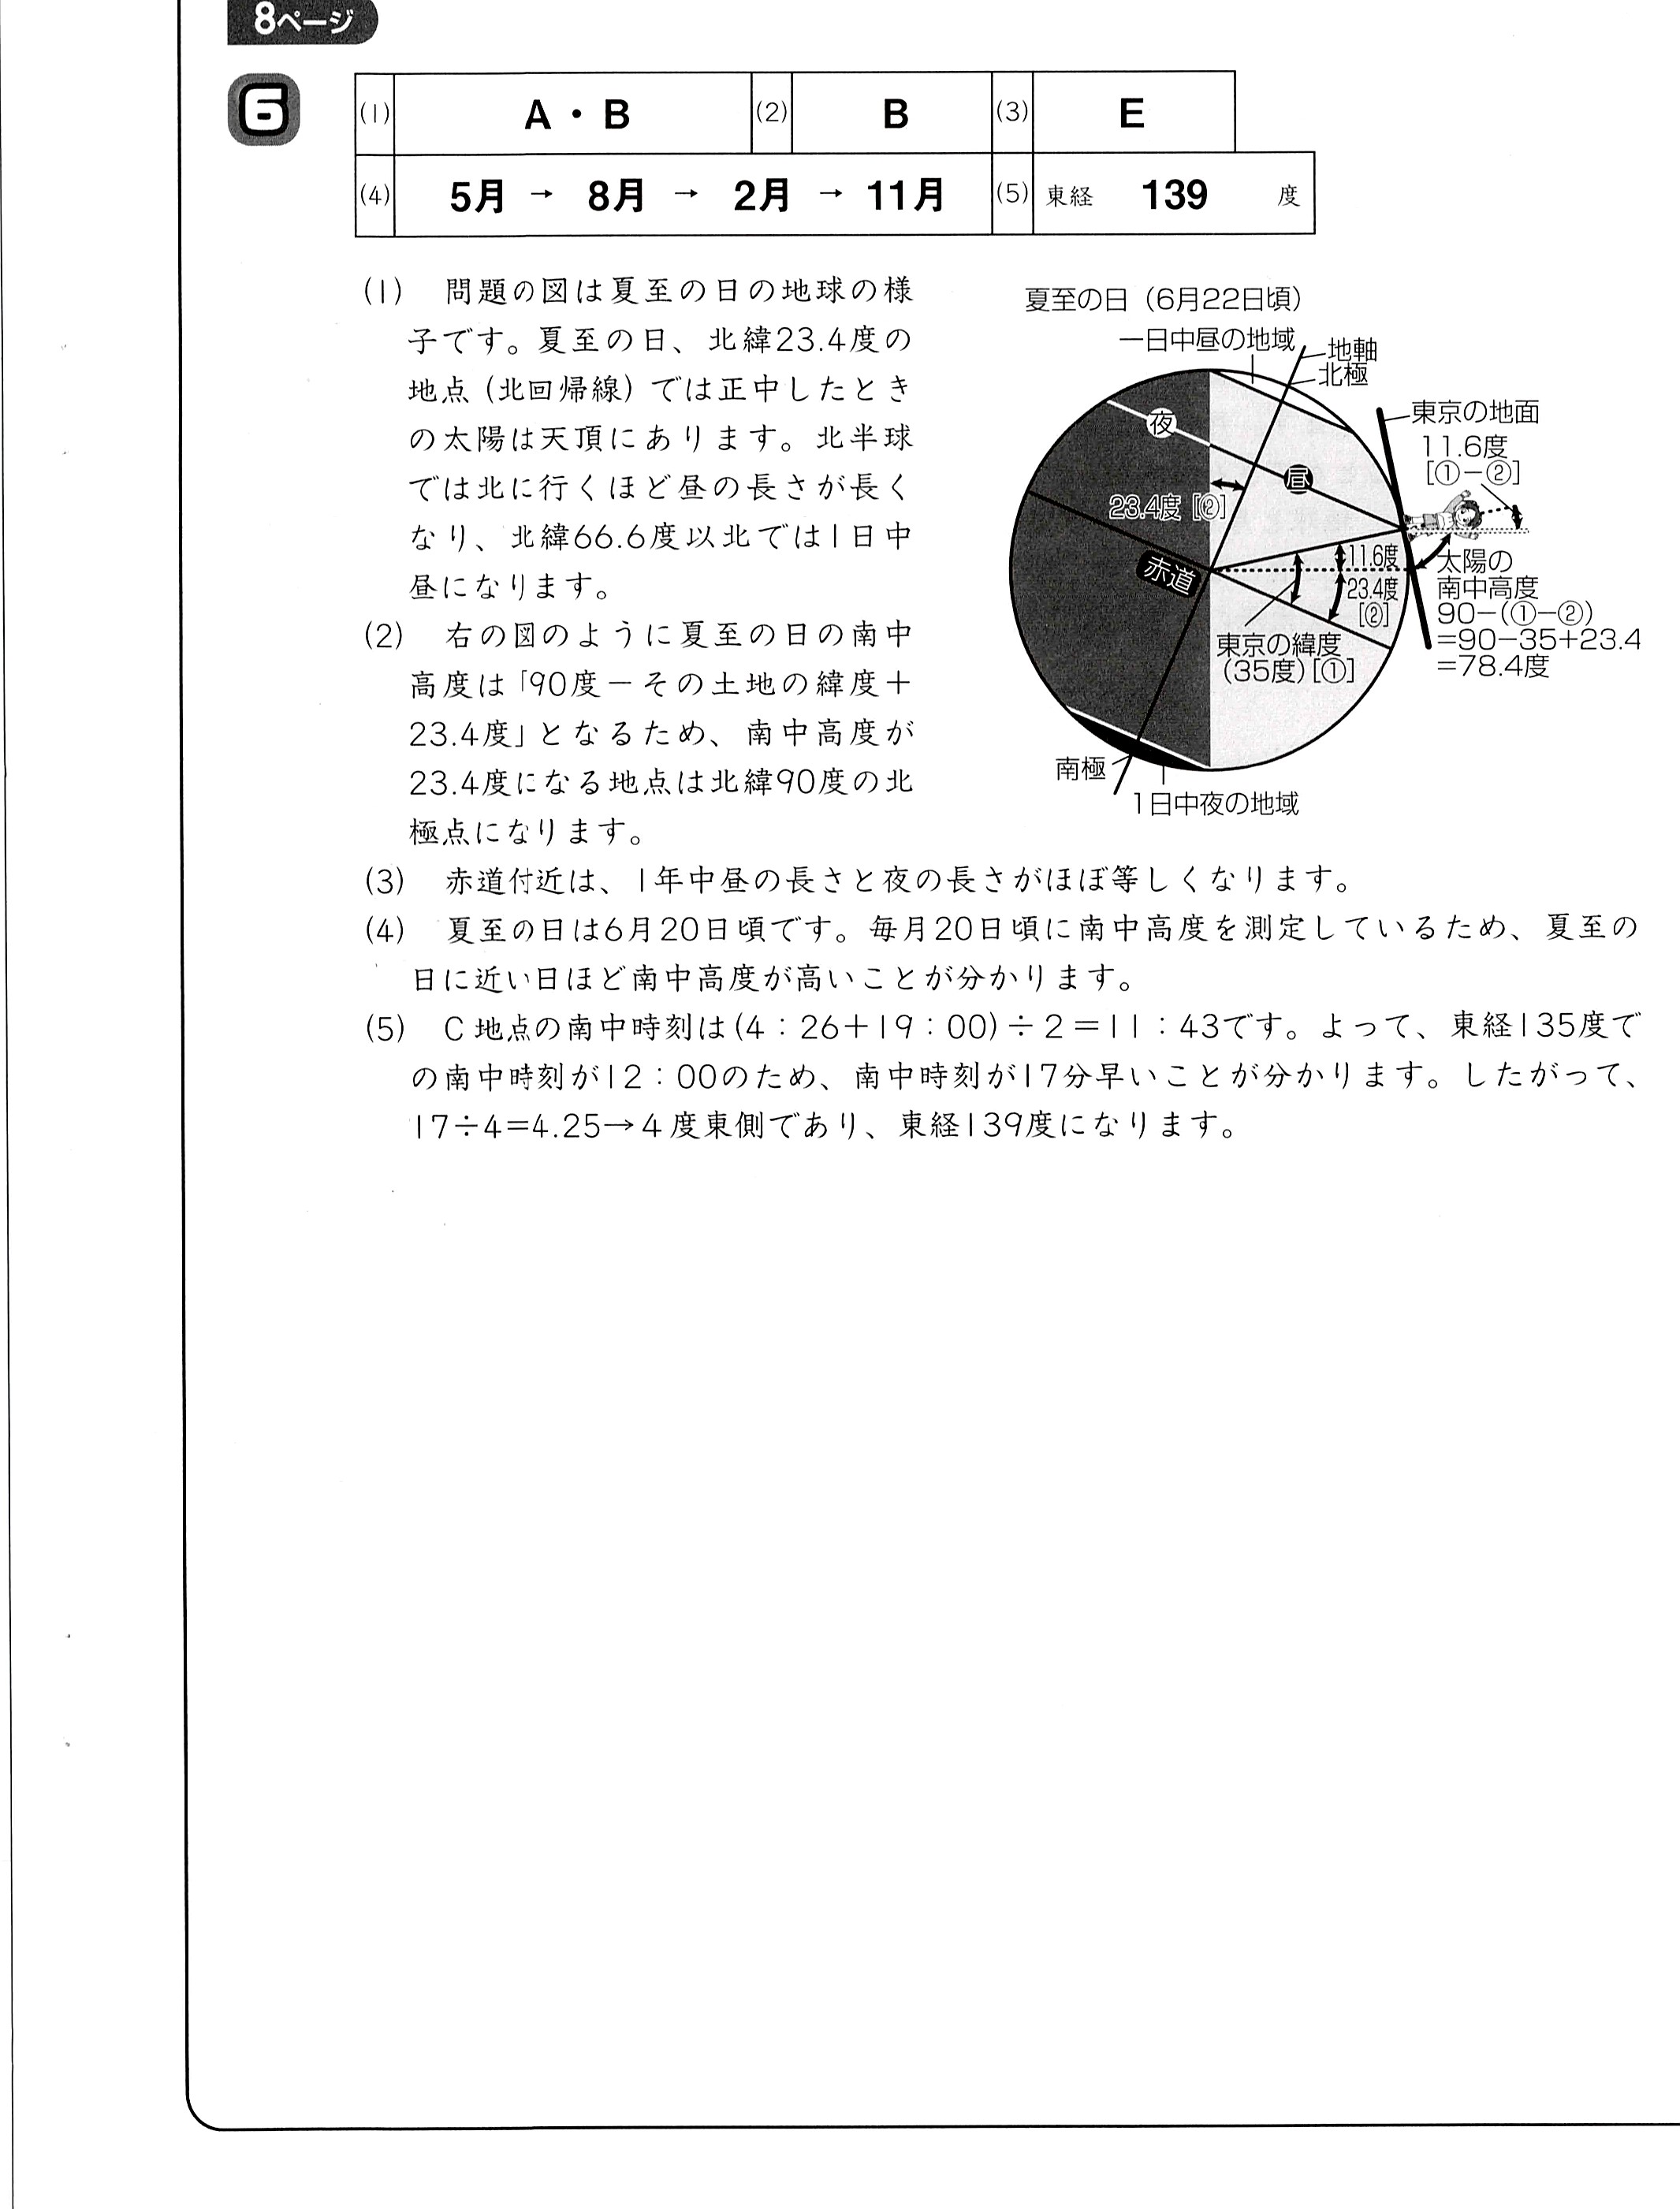 8ページ
6
(1) A・B (2) B (3) E
(4) 5月 → 8月 → 2月 → 11月 (5) 東経 139 度
(1) 問題の図は夏至の日の地球の様
子です。夏至の日、北緯23.4度の
地点（北回帰線）では正中したとき
の太陽は天頂にあります。北半球
では北に行くほど昼の長さが長く
なり、北緯66.6度以北では1日中
昼になります。
(2) 右の図のように夏至の日の南中
高度は「90度－その土地の緯度＋
23.4度」となるため、南中高度が
23.4度になる地点は北緯90度の北
極点になります。
夏至の日（6月22日頃）
一日中昼の地域
地軸
北極
東京の地面
11.6度
[①－②]
夜
昼
23.4度 [②]
赤道
11.6度
23.4度
[②]
東京の緯度
(35度)[①]
太陽の
南中高度
90－(①－②)
＝90－35＋23.4
＝78.4度
南極
1日中夜の地域
(3) 赤道付近は、1年中昼の長さと夜の長さがほぼ等しくなります。
(4) 夏至の日は6月20日頃です。毎月20日頃に南中高度を測定しているため、夏至の
日に近い日ほど南中高度が高いことが分かります。
(5) C地点の南中時刻は(4：26＋19：00)÷2＝11：43です。よって、東経135度で
の南中時刻が12：00のため、南中時刻が17分早いことが分かります。したがって、
17÷4＝4.25→4度東側であり、東経139度になります。